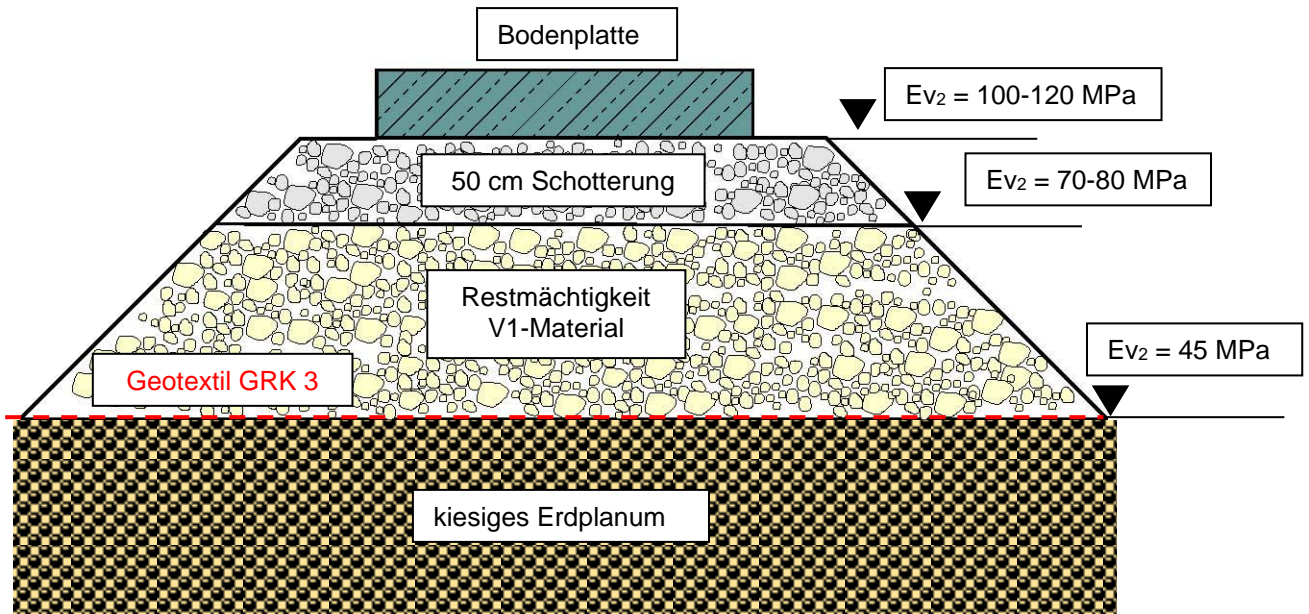 Bodenplatte
Ev2 = 100-120 MPa
50 cm Schotterung
Ev2 = 70-80 MPa
Restmächtigkeit
V1-Material
Ev2 = 45 MPa
Geotextil GRK 3
kiesiges Erdplanum